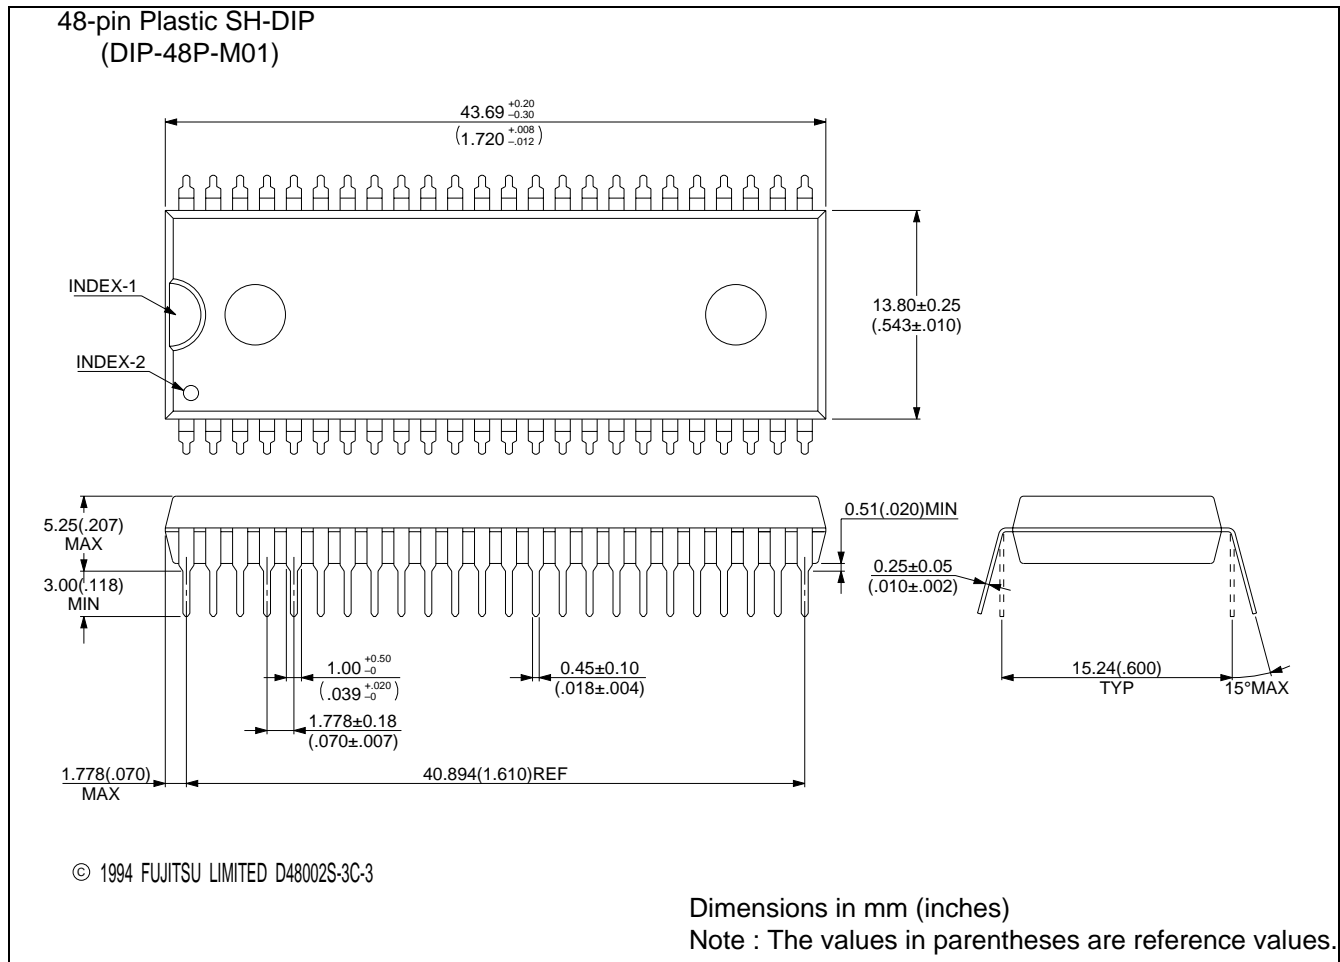 48-pin Plastic SH-DIP
(DIP-48P-M01)
43.69 +0.20 –0.30
(1.720 +.008 –.012)
INDEX-1
13.80±0.25
(.543±.010)
INDEX-2
5.25(.207)
MAX
0.51(.020)MIN
3.00(.118)
MIN
0.25±0.05
(.010±.002)
1.00 +0.50 –0
(.039 +.020 –0)
0.45±0.10
(.018±.004)
15.24(.600)
TYP
15°MAX
1.778±0.18
(.070±.007)
1.778(.070)
MAX
40.894(1.610)REF
© 1994 FUJITSU LIMITED D48002S-3C-3
Dimensions in mm (inches)
Note : The values in parentheses are reference values.